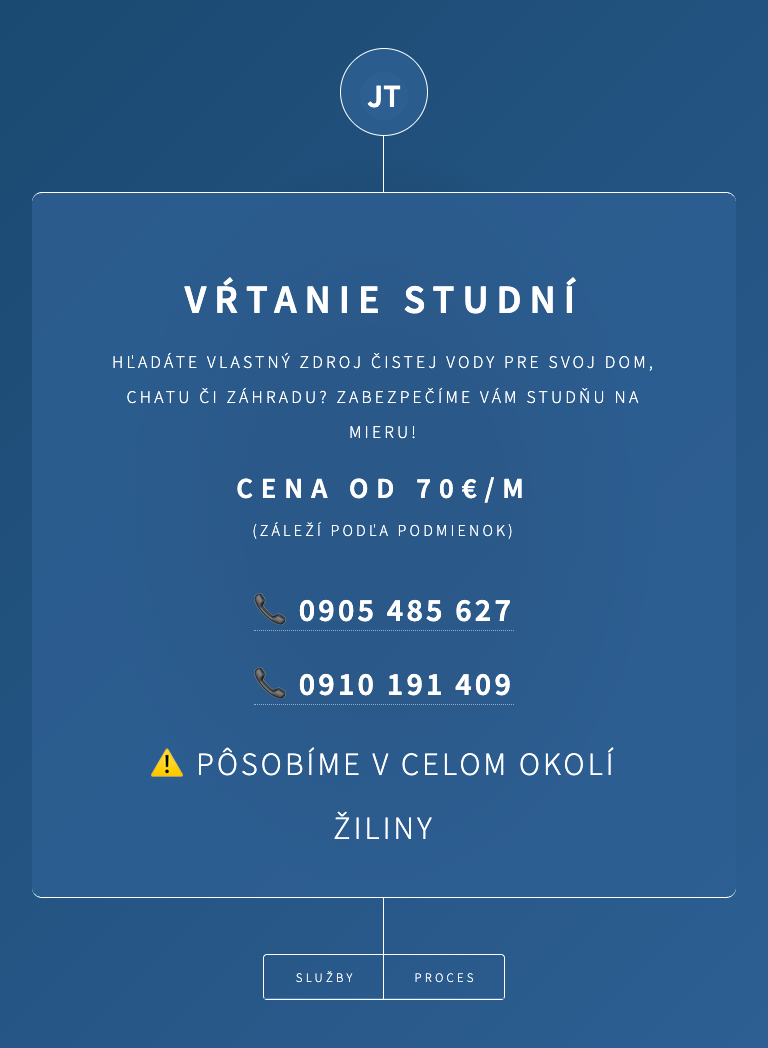 JT
VŔTANIE STUDNÍ
HĽADÁTE VLASTNÝ ZDROJ ČISTEJ VODY PRE SVOJ DOM,
CHATU ČI ZÁHRADU? ZABEZPEČÍME VÁM STUDŇU NA
MIERU!
CENA OD 70€/M
(ZÁLEŽÍ PODĽA PODMIENOK)
📞 0905 485 627
📞 0910 191 409
⚠️ PÔSOBÍME V CELOM OKOLÍ
ŽILINY
SLUŽBY PROCES